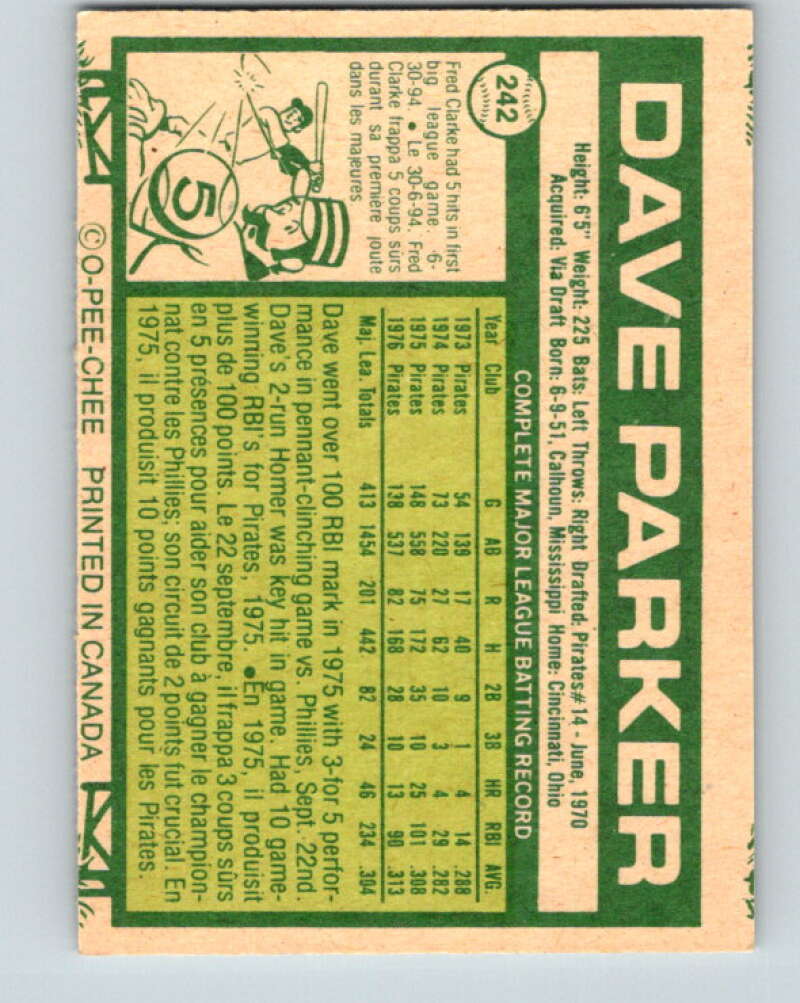 242
DAVE PARKER
Height: 6'5" Weight: 225 Bats: Left Throws: Right Drafted: Pirates #14 - June, 1970
Acquired: Via Draft Born: 6-9-51, Calhoun, Mississippi Home: Cincinnati, Ohio
COMPLETE MAJOR LEAGUE BATTING RECORD
Year Club G AB R H 2B 3B HR RBI AVG.
1973 Pirates 54 139 17 40 9 1 4 14 .288
1974 Pirates 73 220 27 62 10 3 4 29 .282
1975 Pirates 148 558 75 172 35 10 25 101 .308
1976 Pirates 138 537 82 168 28 10 13 90 .313
Maj. Lea. Totals 413 1454 201 442 82 24 46 234 .304
Dave went over 100 RBI mark in 1975 with 3-for 5 perfor-
mance in pennant-clinching game vs. Phillies, Sept. 22nd.
Dave's 2-run Homer was key hit in game. Had 10 game-
winning RBI's for Pirates, 1975. ●En 1975, il produisit
plus de 100 points. Le 22 septembre, il frappa 3 coups sûrs
en 5 présences pour aider son club à gagner le champion-
nat contre les Phillies; son circuit de 2 points fut crucial. En
1975, il produisit 10 points gagnants pour les Pirates.
Fred Clarke had 5 hits in first
big league game. 6-
30-94. ● Le 30-6-94. Fred
Clarke frappa 5 coups sûrs
durant sa première joute
dans les majeures
5
©O-PEE-CHEE PRINTED IN CANADA